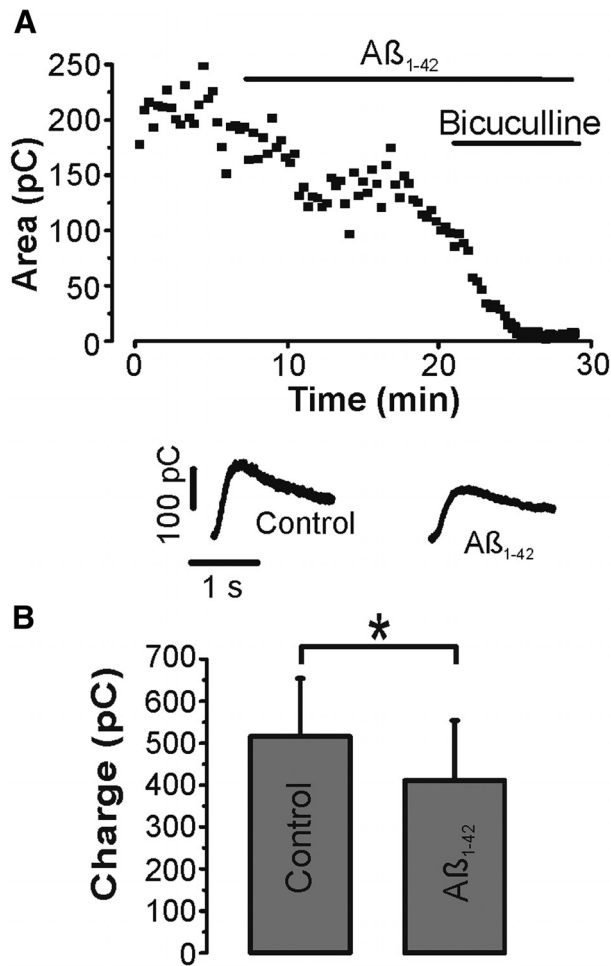 A
Aß1-42
Bicuculline
Area (pC)
250
200
150
100
50
0
0 10 20 30
Time (min)
100 pC
Control
Aß1-42
1 s
B
*
Charge (pC)
700
600
500
400
300
200
100
0
Control
Aß1-42